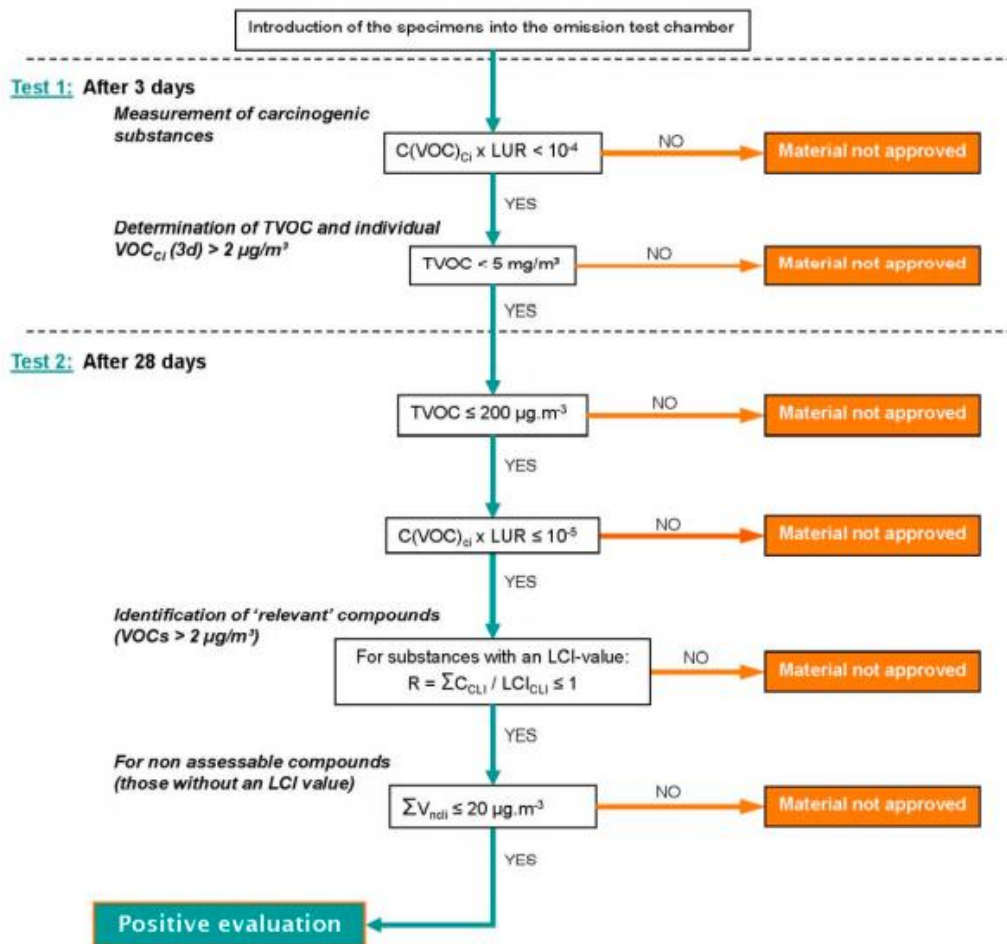 Introduction of the specimens into the emission test chamber
Test 1: After 3 days
Measurement of carcinogenic
substances
C(VOC)Ci x LUR < 10-4
NO
Material not approved
YES
Determination of TVOC and individual
VOCCi (3d) > 2 µg/m³
TVOC < 5 mg/m³
NO
Material not approved
YES
Test 2: After 28 days
TVOC ≤ 200 µg.m-3
NO
Material not approved
YES
C(VOC)ci x LUR ≤ 10-5
NO
Material not approved
YES
Identification of ‘relevant’ compounds
(VOCs > 2 µg/m³)
For substances with an LCI-value:
R = ∑CCLI / LCICLI ≤ 1
NO
Material not approved
YES
For non assessable compounds
(those without an LCI value)
∑Vncli ≤ 20 µg.m-3
NO
Material not approved
YES
Positive evaluation